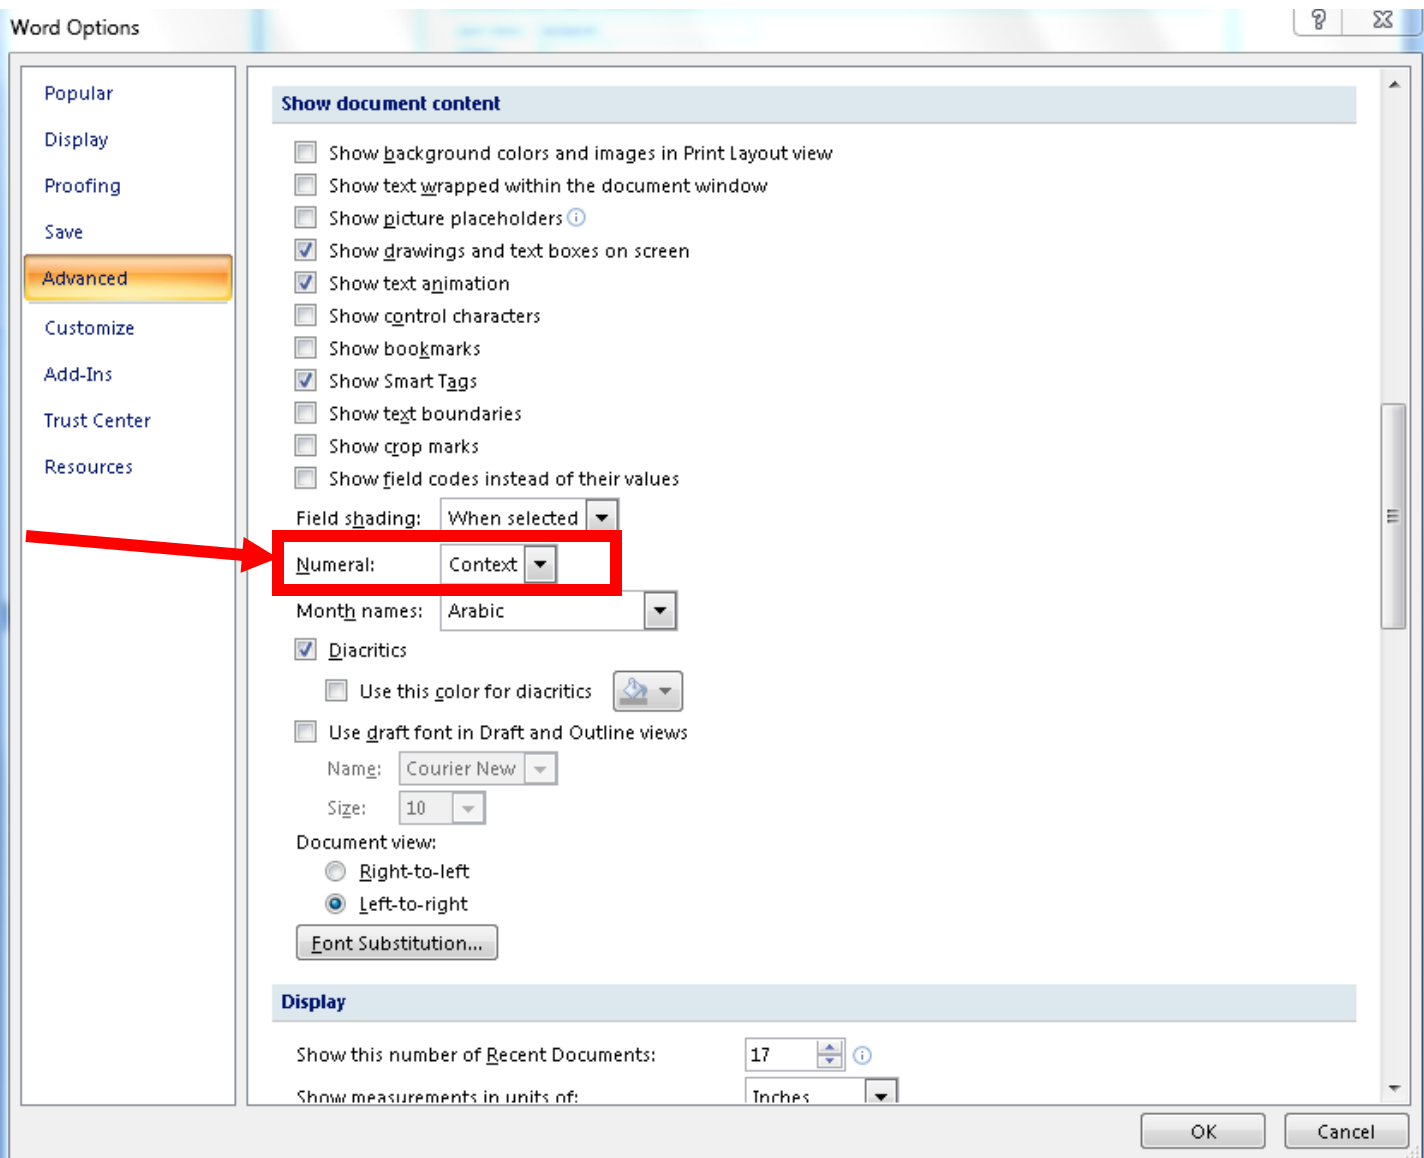 Word Options
Popular
Display
Proofing
Save
Advanced
Customize
Add-Ins
Trust Center
Resources
Show document content
Show background colors and images in Print Layout view
Show text wrapped within the document window
Show picture placeholders
Show drawings and text boxes on screen
Show text animation
Show control characters
Show bookmarks
Show Smart Tags
Show text boundaries
Show crop marks
Show field codes instead of their values
Field shading: When selected
Numeral: Context
Month names: Arabic
Diacritics
Use this color for diacritics
Use draft font in Draft and Outline views
Name: Courier New
Size: 10
Document view:
Right-to-left
Left-to-right
Font Substitution...
Display
Show this number of Recent Documents: 17
Show measurements in units of: Inches
OK Cancel